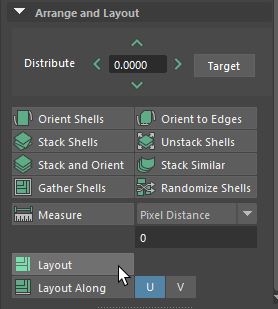 Arrange and Layout
Distribute 0.0000 Target
Orient Shells Orient to Edges
Stack Shells Unstack Shells
Stack and Orient Stack Similar
Gather Shells Randomize Shells
Measure Pixel Distance
0
Layout
Layout Along U V